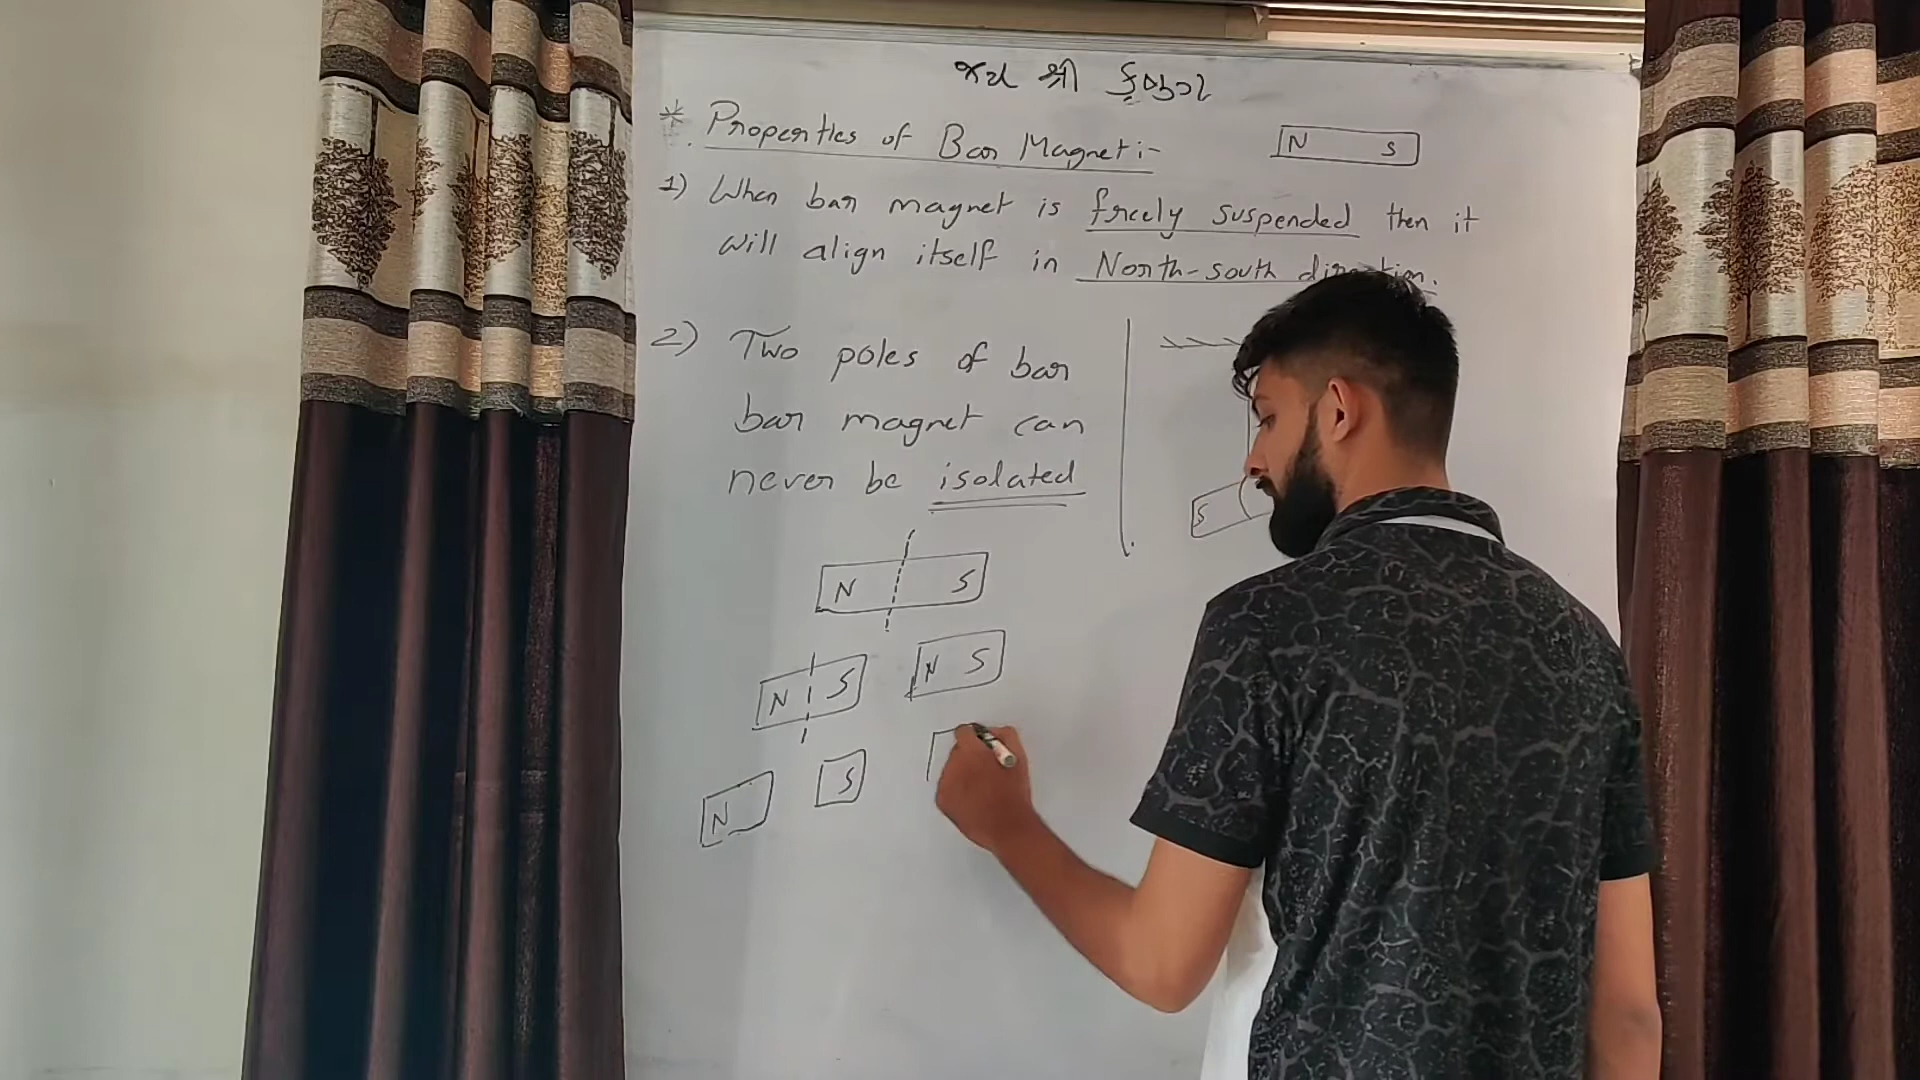 જય શ્રી કૃષ્ણ
* Properties of Bar Magnet :-
N S
1) When bar magnet is freely suspended then it
will align itself in North-south direction.
2) Two poles of bar
bar magnet can
never be isolated
S
N S
N S N S
N S